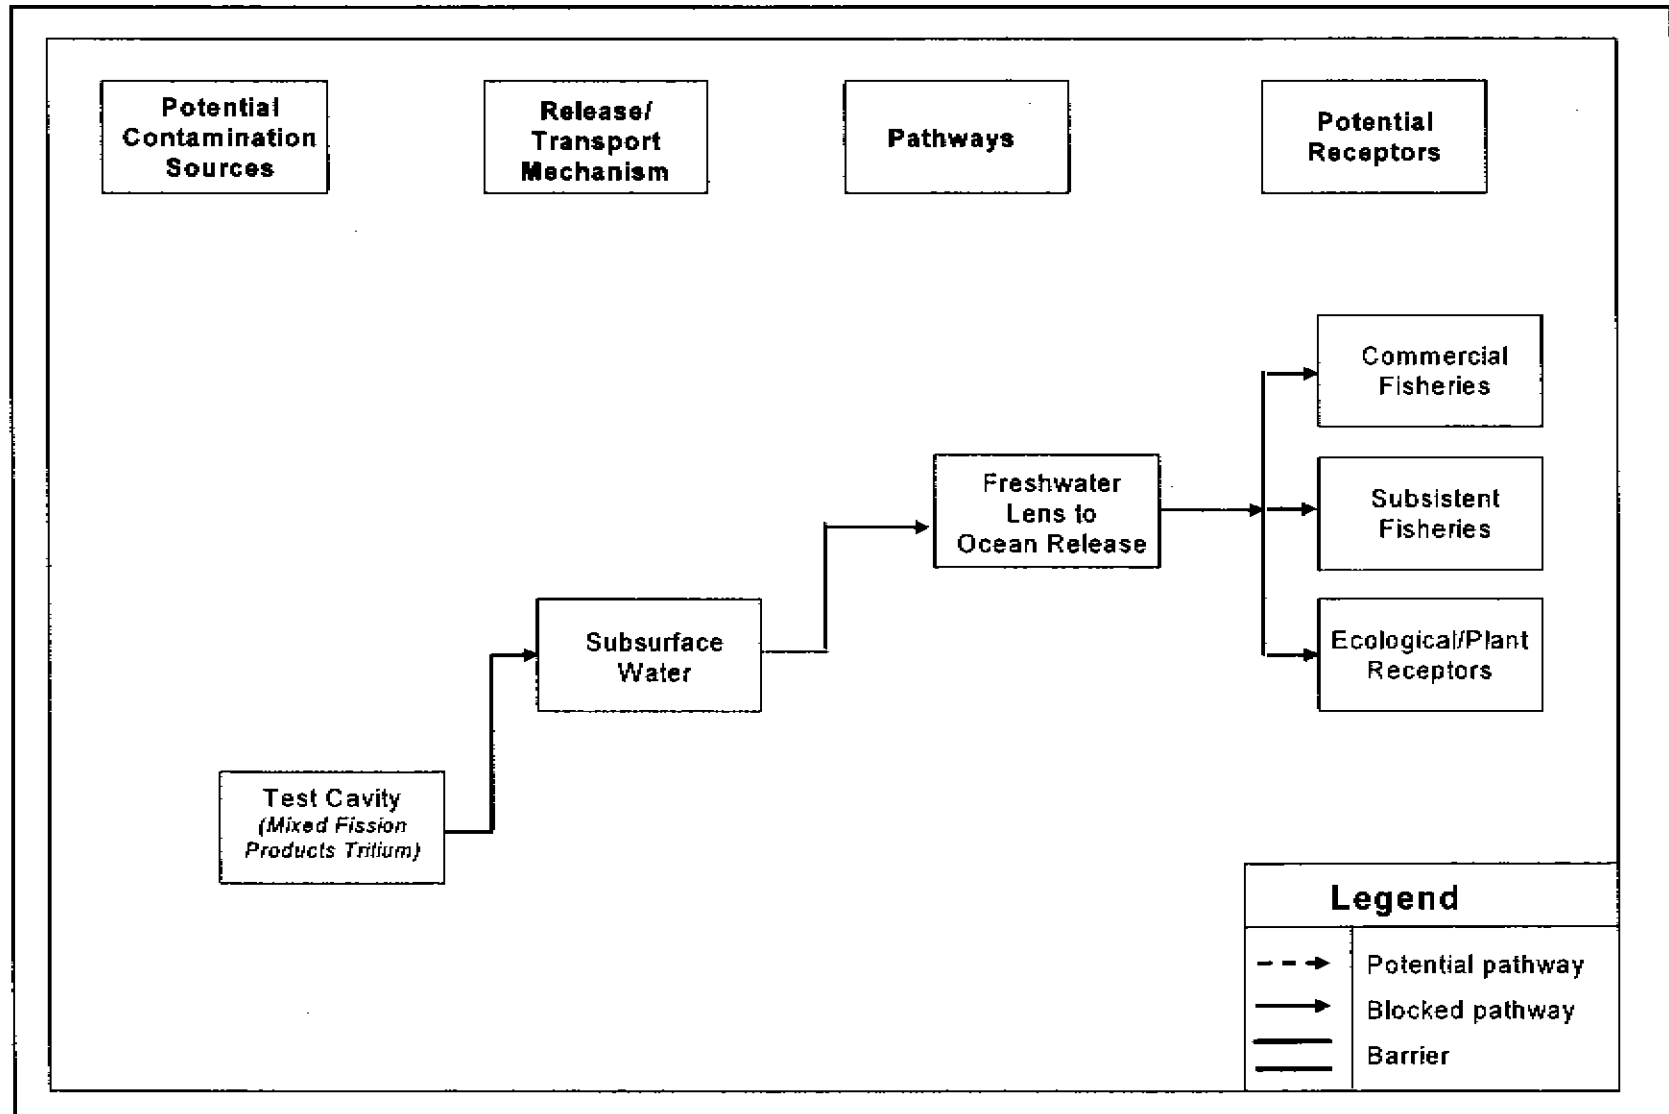 Potential
Contamination
Sources
Release/
Transport
Mechanism
Pathways
Potential
Receptors
Commercial
Fisheries
Freshwater
Lens to
Ocean Release
Subsistent
Fisheries
Subsurface
Water
Ecological/Plant
Receptors
Test Cavity
(Mixed Fission
Products Tritium)
Legend
Potential pathway
Blocked pathway
Barrier